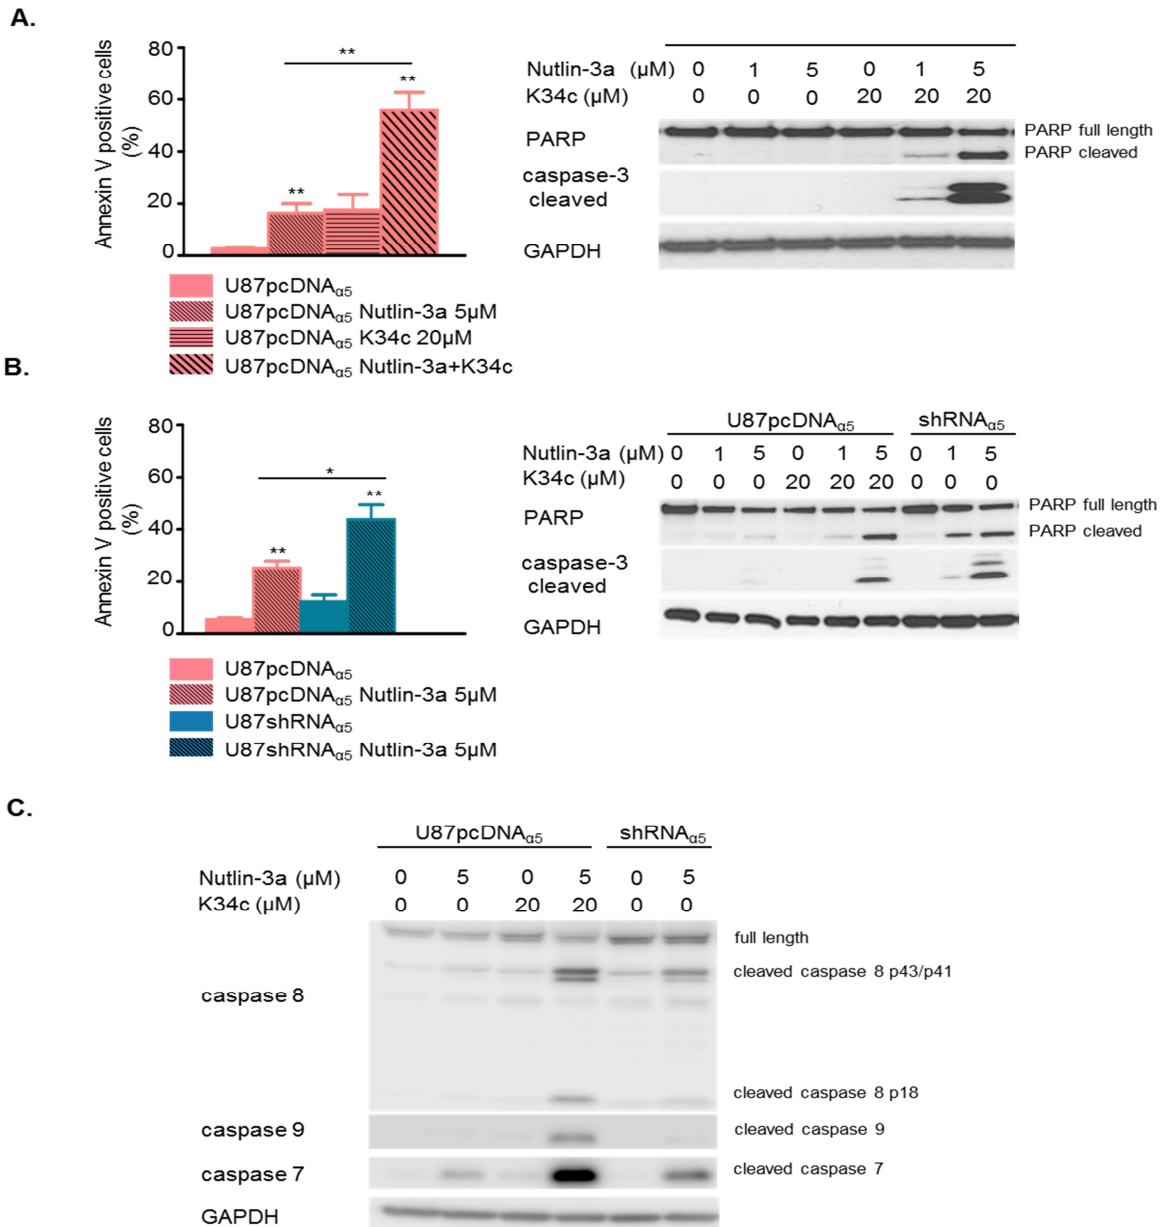 A.
80
60
40
20
0
Annexin V positive cells
(%)
**
**
**
U87pcDNAα5
U87pcDNAα5 Nutlin-3a 5μM
U87pcDNAα5 K34c 20μM
U87pcDNAα5 Nutlin-3a+K34c
Nutlin-3a (μM) 0 1 5 0 1 5
K34c (μM) 0 0 0 20 20 20
PARP
PARP full length
PARP cleaved
caspase-3
cleaved
GAPDH
B.
80
60
40
20
0
Annexin V positive cells
(%)
*
**
**
U87pcDNAα5
U87pcDNAα5 Nutlin-3a 5μM
U87shRNAα5
U87shRNAα5 Nutlin-3a 5μM
U87pcDNAα5 shRNAα5
Nutlin-3a (μM) 0 1 5 0 1 5 0 1 5
K34c (μM) 0 0 0 20 20 20 0 0 0
PARP
PARP full length
PARP cleaved
caspase-3
cleaved
GAPDH
C.
U87pcDNAα5 shRNAα5
Nutlin-3a (μM) 0 5 0 5 0 5
K34c (μM) 0 0 20 20 0 0
full length
cleaved caspase 8 p43/p41
caspase 8
cleaved caspase 8 p18
caspase 9 cleaved caspase 9
caspase 7 cleaved caspase 7
GAPDH